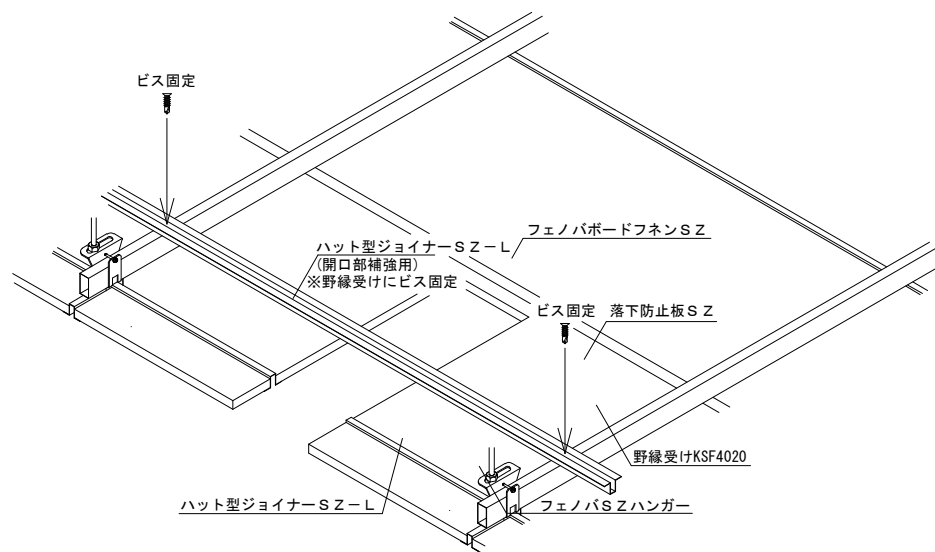 ビス固定
フェノバボードフネンＳＺ
ハット型ジョイナーＳＺ－Ｌ
(開口部補強用)
※野縁受けにビス固定
ビス固定
落下防止板ＳＺ
野縁受けKSF4020
ハット型ジョイナーＳＺ－Ｌ
フェノバＳＺハンガー